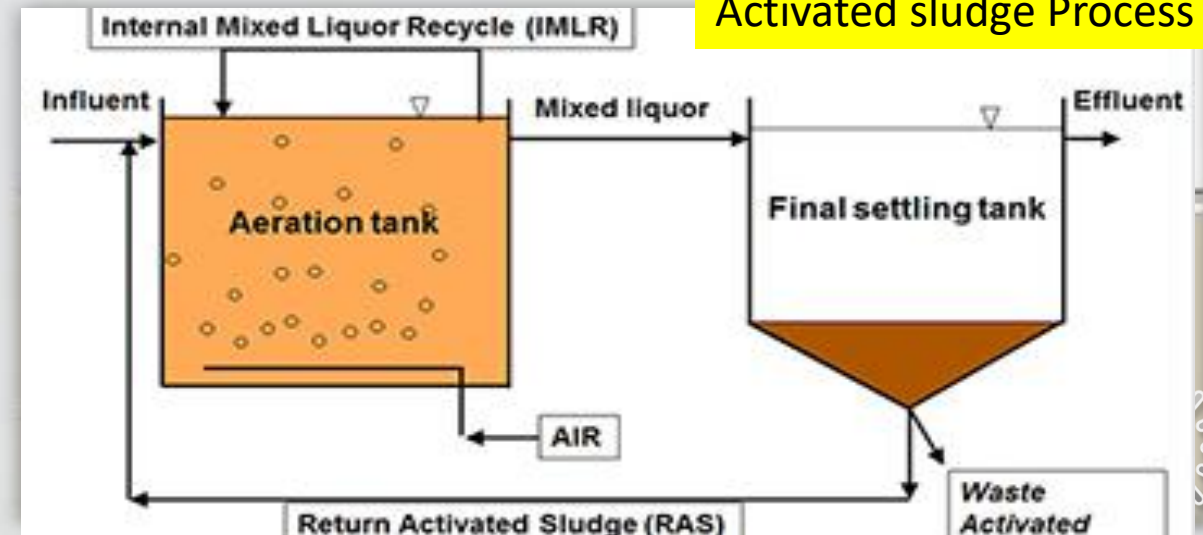 Activated sludge Process
Internal Mixed Liquor Recycle (IMLR)
Influent
Mixed liquor
Effluent
Aeration tank
Final settling tank
AIR
Return Activated Sludge (RAS)
Waste
Activated